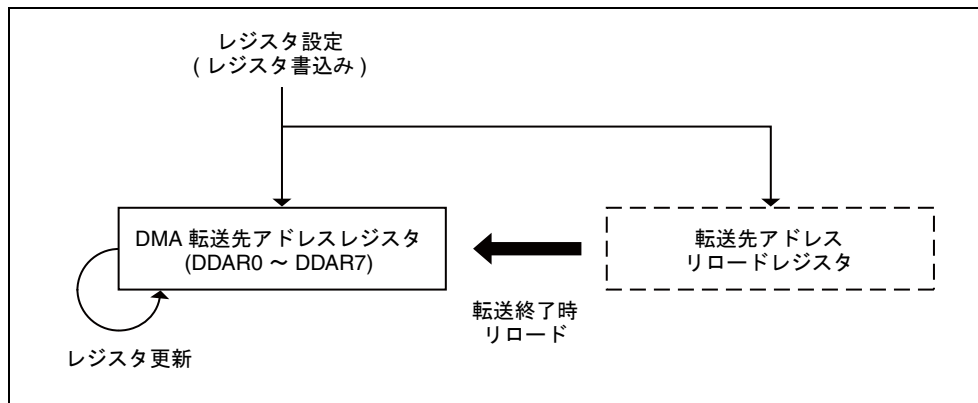 レジスタ設定
( レジスタ書込み )
DMA 転送先アドレスレジスタ
(DDAR0 ～ DDAR7)
転送先アドレス
リロードレジスタ
転送終了時
リロード
レジスタ更新